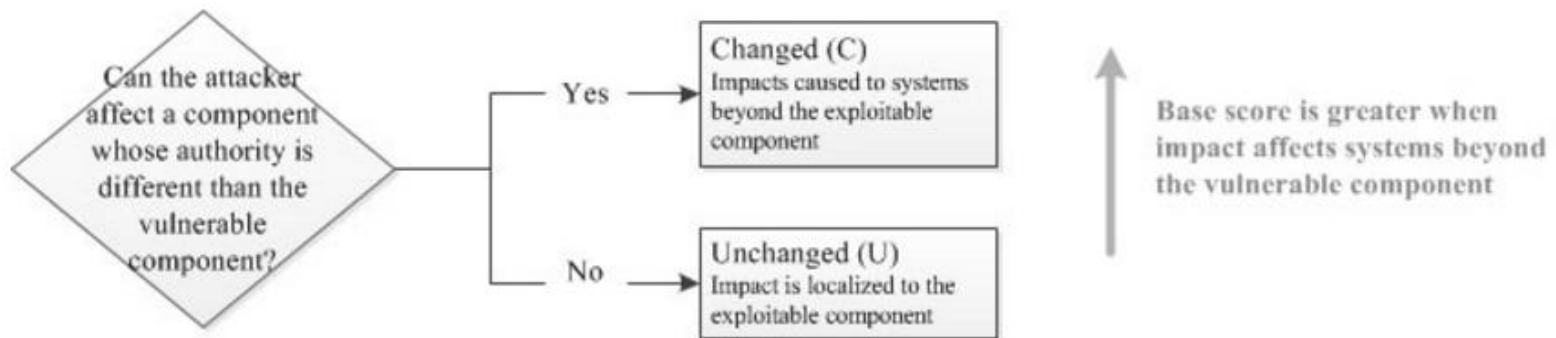 Can the attacker
affect a component
whose authority is
different than the
vulnerable
component?
Yes
No
Changed (C)
Impacts caused to systems
beyond the exploitable
component
Unchanged (U)
Impact is localized to the
exploitable component
Base score is greater when
impact affects systems beyond
the vulnerable component